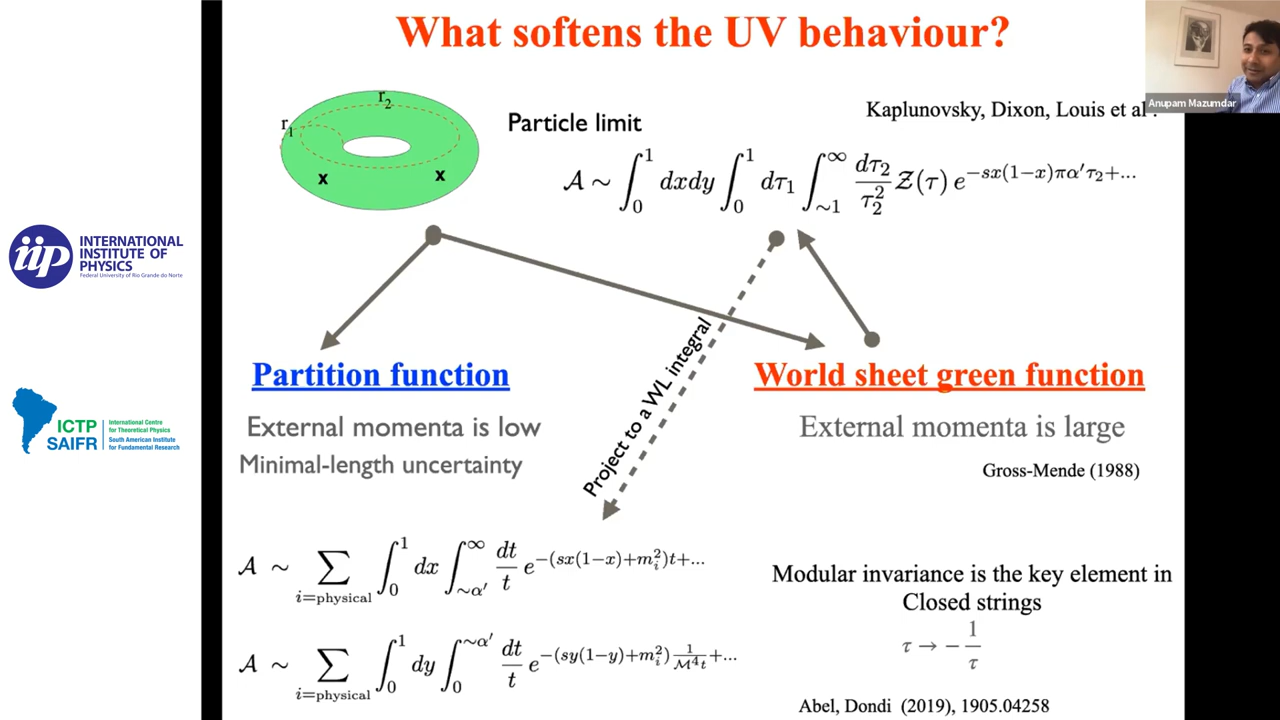 What softens the UV behaviour?
Anupam Mazumdar
r₁
r₂
x
x
Particle limit
Kaplunovsky, Dixon, Louis et al
𝒜 ∼ ∫₀¹ dxdy ∫₀¹ dτ₁ ∫_{∼1}^{∞} dτ₂/τ₂² 𝒵(τ) e^{−sx(1−x)πα′τ₂+...}
iip
INTERNATIONAL
INSTITUTE OF
PHYSICS
Federal University of Rio Grande do Norte
ICTP
SAIFR
International Centre
for Theoretical Physics
South American Institute
for Fundamental Research
Project to a WL integral
Partition function
External momenta is low
Minimal-length uncertainty
World sheet green function
External momenta is large
Gross-Mende (1988)
𝒜 ∼ ∑_{i=physical} ∫₀¹ dx ∫_{∼α′}^{∞} dt/t e^{−(sx(1−x)+m_i²)t+...}
𝒜 ∼ ∑_{i=physical} ∫₀¹ dy ∫₀^{∼α′} dt/t e^{−(sy(1−y)+m_i²) 1/(ℳ⁴t)+...}
Modular invariance is the key element in
Closed strings
τ → − 1/τ
Abel, Dondi (2019), 1905.04258